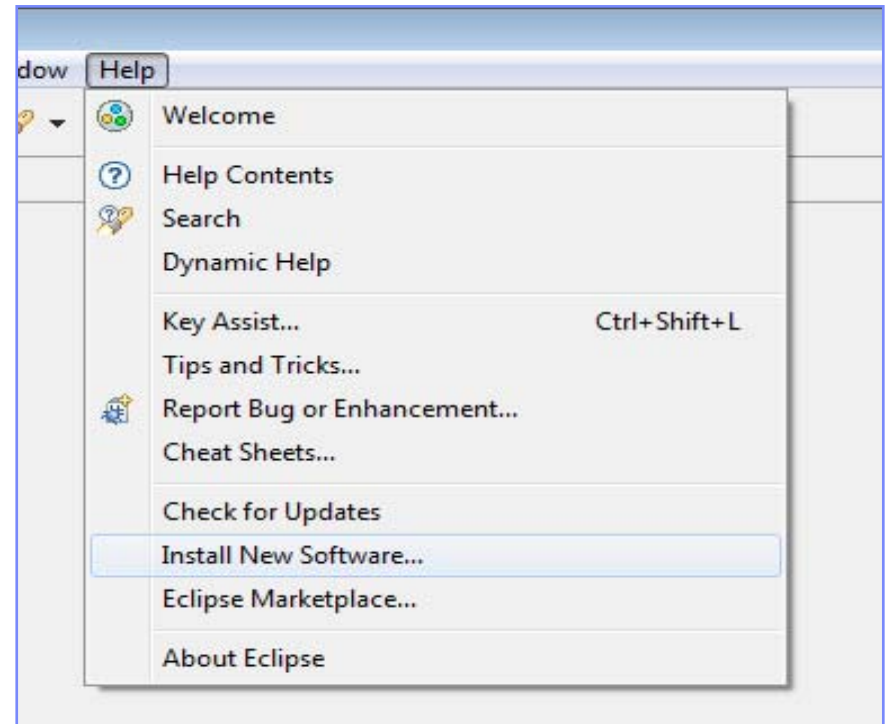 dow Help
Welcome
Help Contents
Search
Dynamic Help
Key Assist... Ctrl+Shift+L
Tips and Tricks...
Report Bug or Enhancement...
Cheat Sheets...
Check for Updates
Install New Software...
Eclipse Marketplace...
About Eclipse